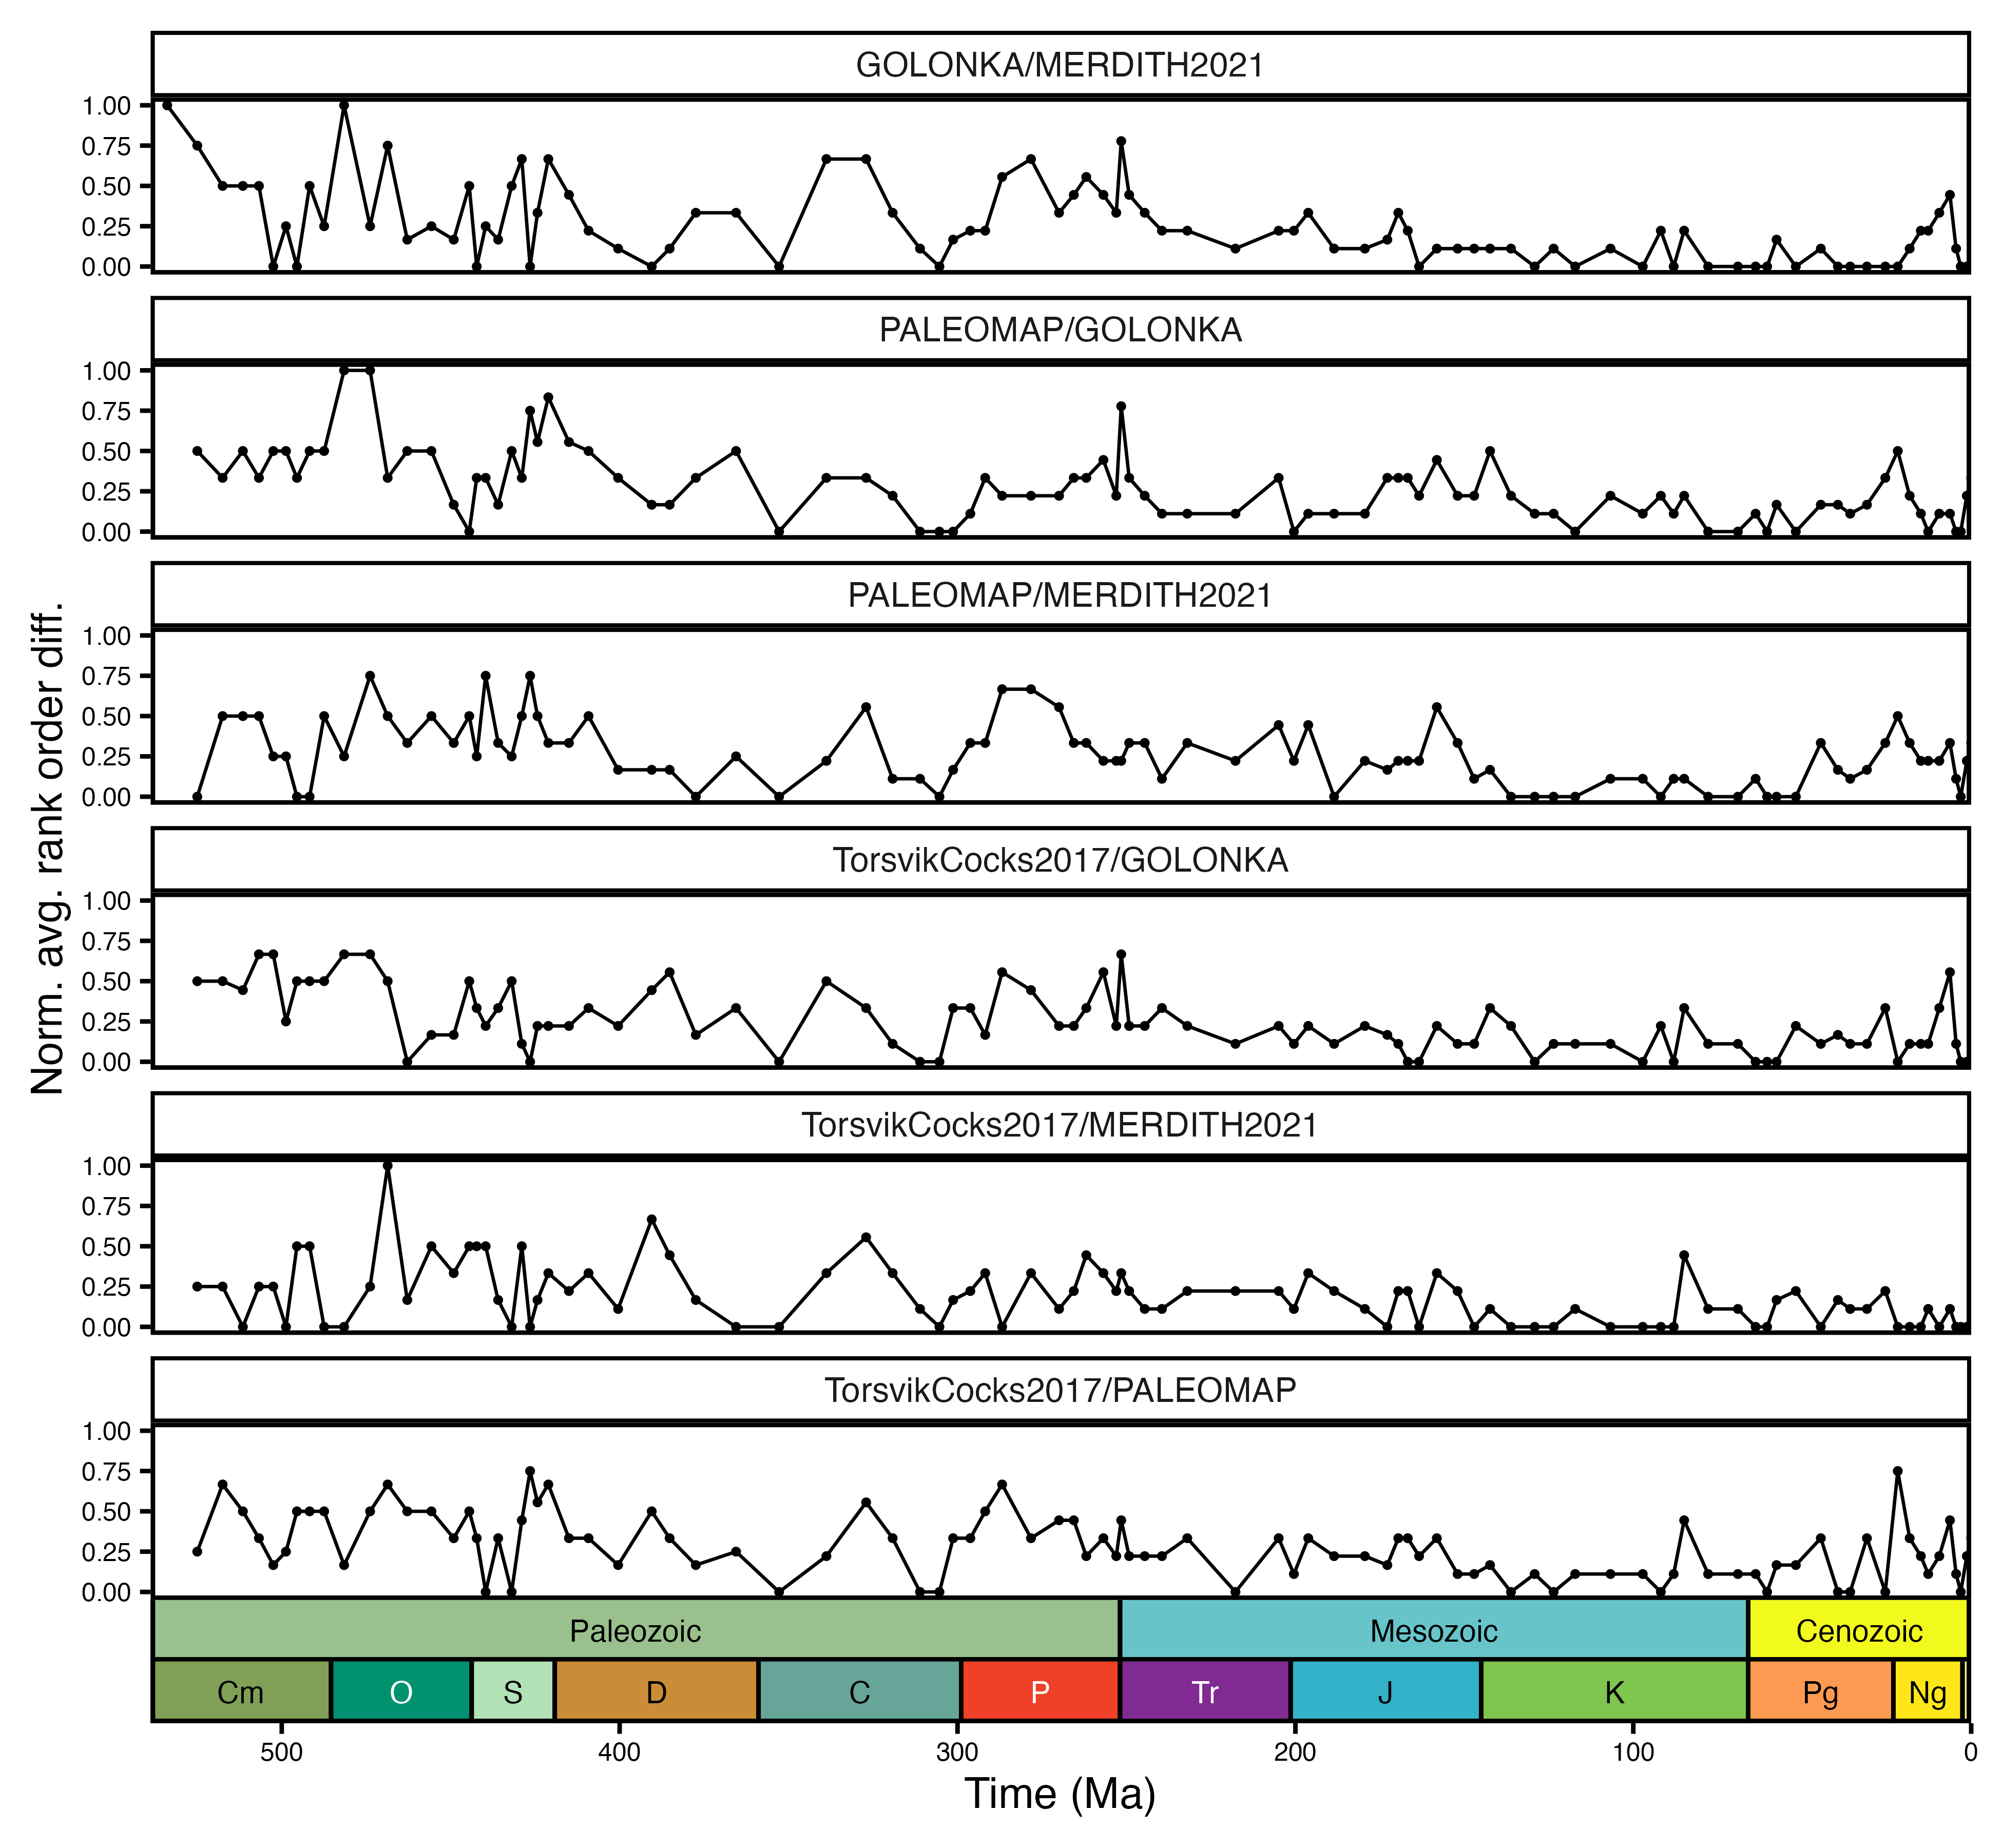 GOLONKA/MERDITH2021
1.00
0.75
0.50
0.25
0.00
PALEOMAP/GOLONKA
1.00
0.75
0.50
0.25
0.00
PALEOMAP/MERDITH2021
1.00
0.75
0.50
0.25
0.00
Norm. avg. rank order diff.
TorsvikCocks2017/GOLONKA
1.00
0.75
0.50
0.25
0.00
TorsvikCocks2017/MERDITH2021
1.00
0.75
0.50
0.25
0.00
TorsvikCocks2017/PALEOMAP
1.00
0.75
0.50
0.25
0.00
Paleozoic Mesozoic Cenozoic
Cm O S D C P Tr J K Pg Ng
500 400 300 200 100 0
Time (Ma)